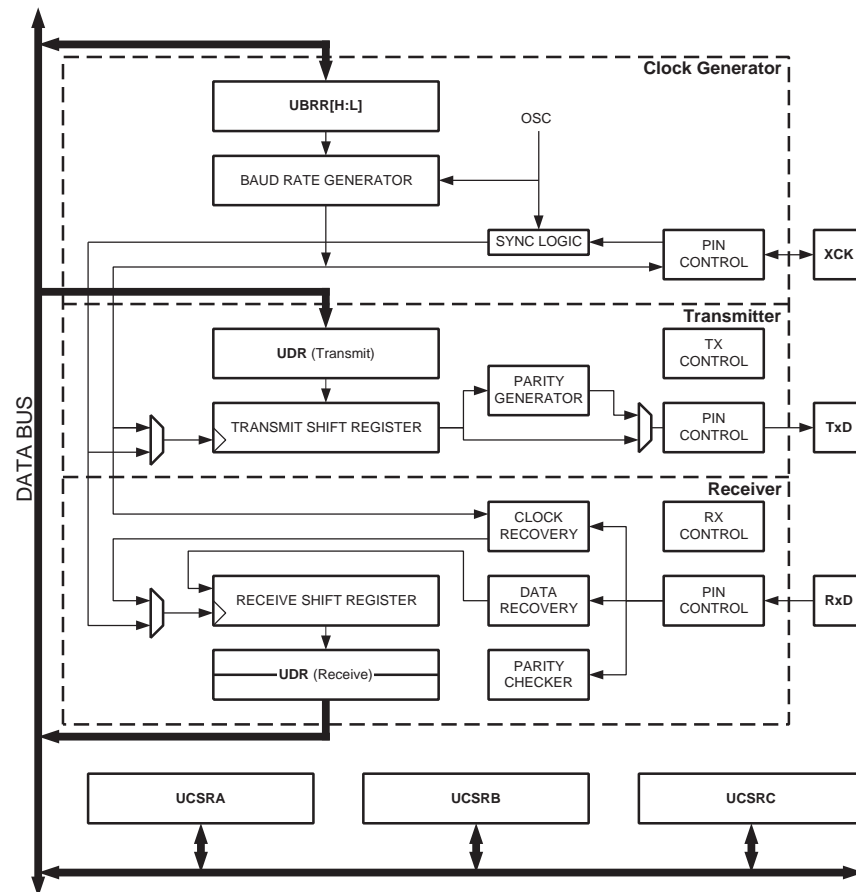 Clock Generator
UBRR[H:L]
OSC
BAUD RATE GENERATOR
SYNC LOGIC
PIN
CONTROL
XCK
Transmitter
UDR (Transmit)
TX
CONTROL
PARITY
GENERATOR
TRANSMIT SHIFT REGISTER
PIN
CONTROL
TxD
DATA BUS
Receiver
CLOCK
RECOVERY
RX
CONTROL
RECEIVE SHIFT REGISTER
DATA
RECOVERY
PIN
CONTROL
RxD
UDR (Receive)
PARITY
CHECKER
UCSRA
UCSRB
UCSRC